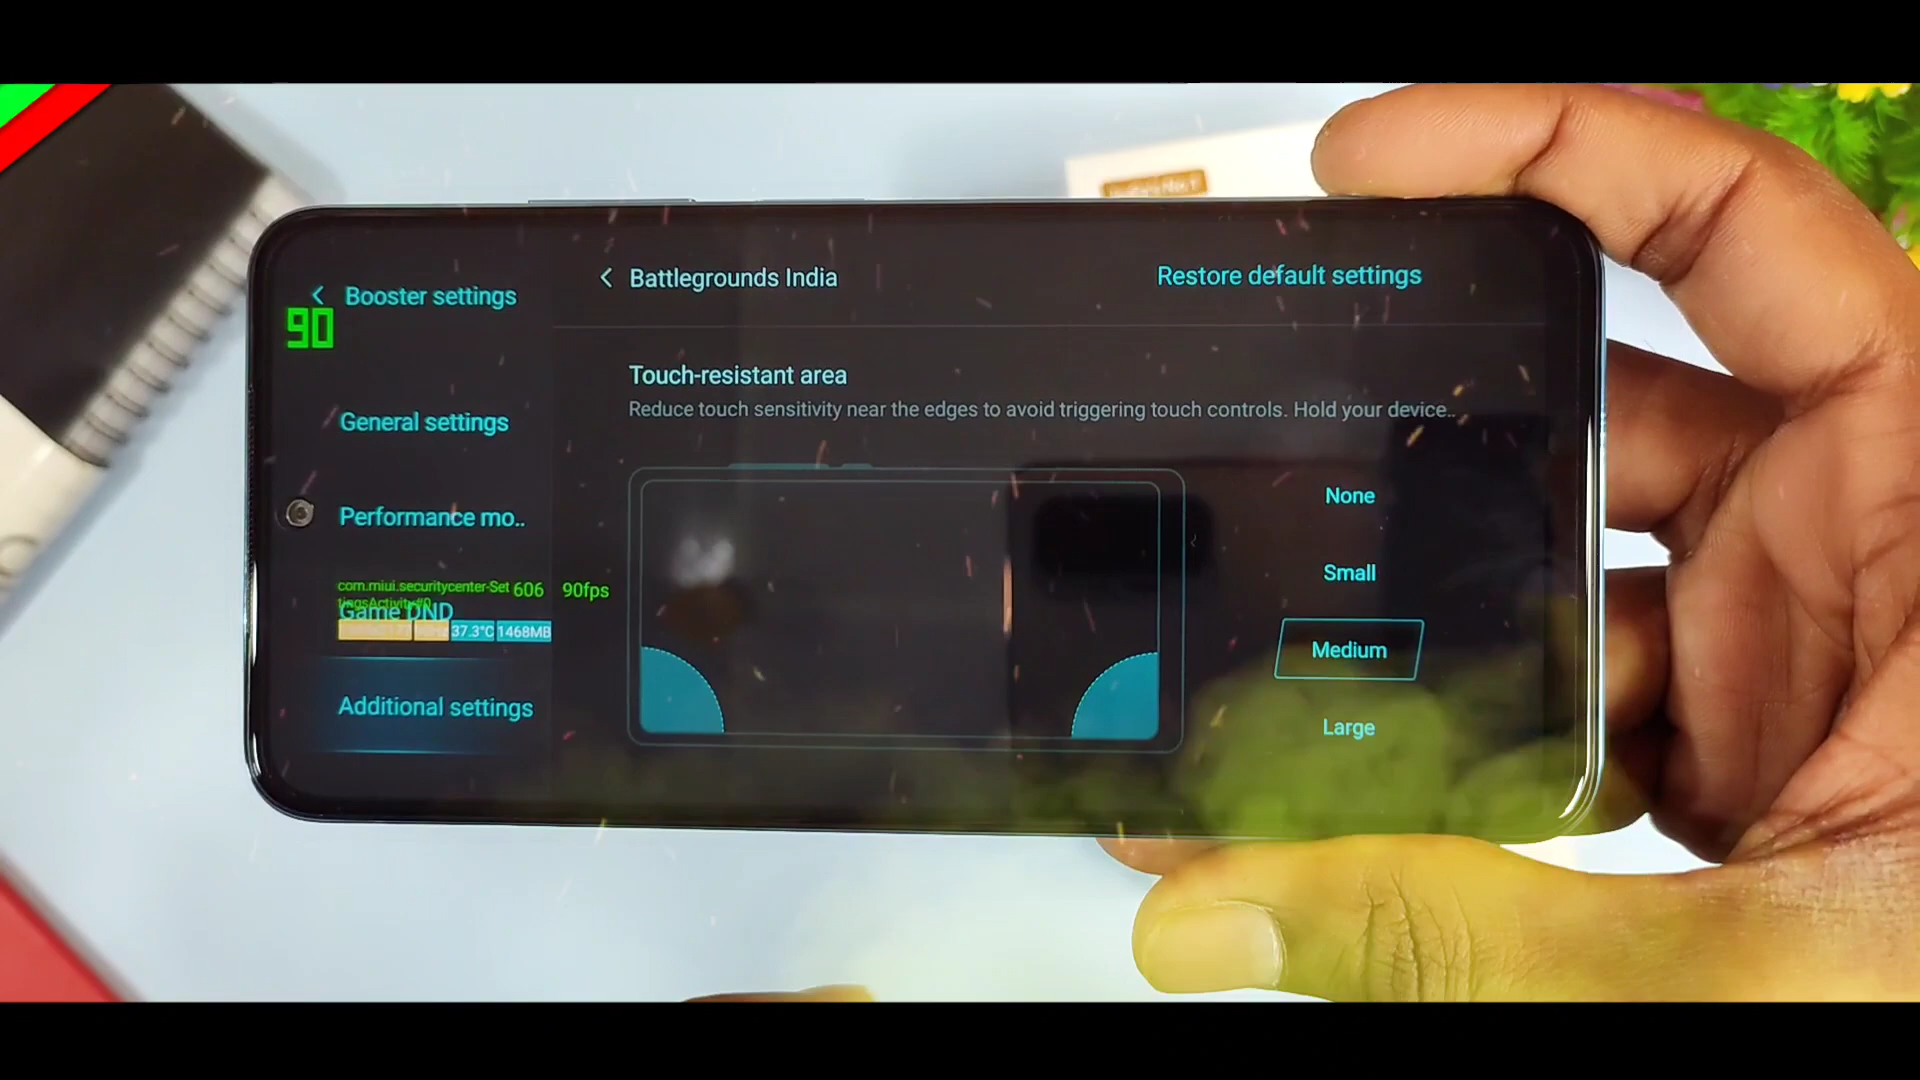 Booster settings
90
General settings
Performance mo..
com.miui.securitycenter-Set 606 90fps
tingsActivity#0
Game DND
37.3°C 1468MB
Additional settings
Battlegrounds India
Restore default settings
Touch-resistant area
Reduce touch sensitivity near the edges to avoid triggering touch controls. Hold your device..
None
Small
Medium
Large